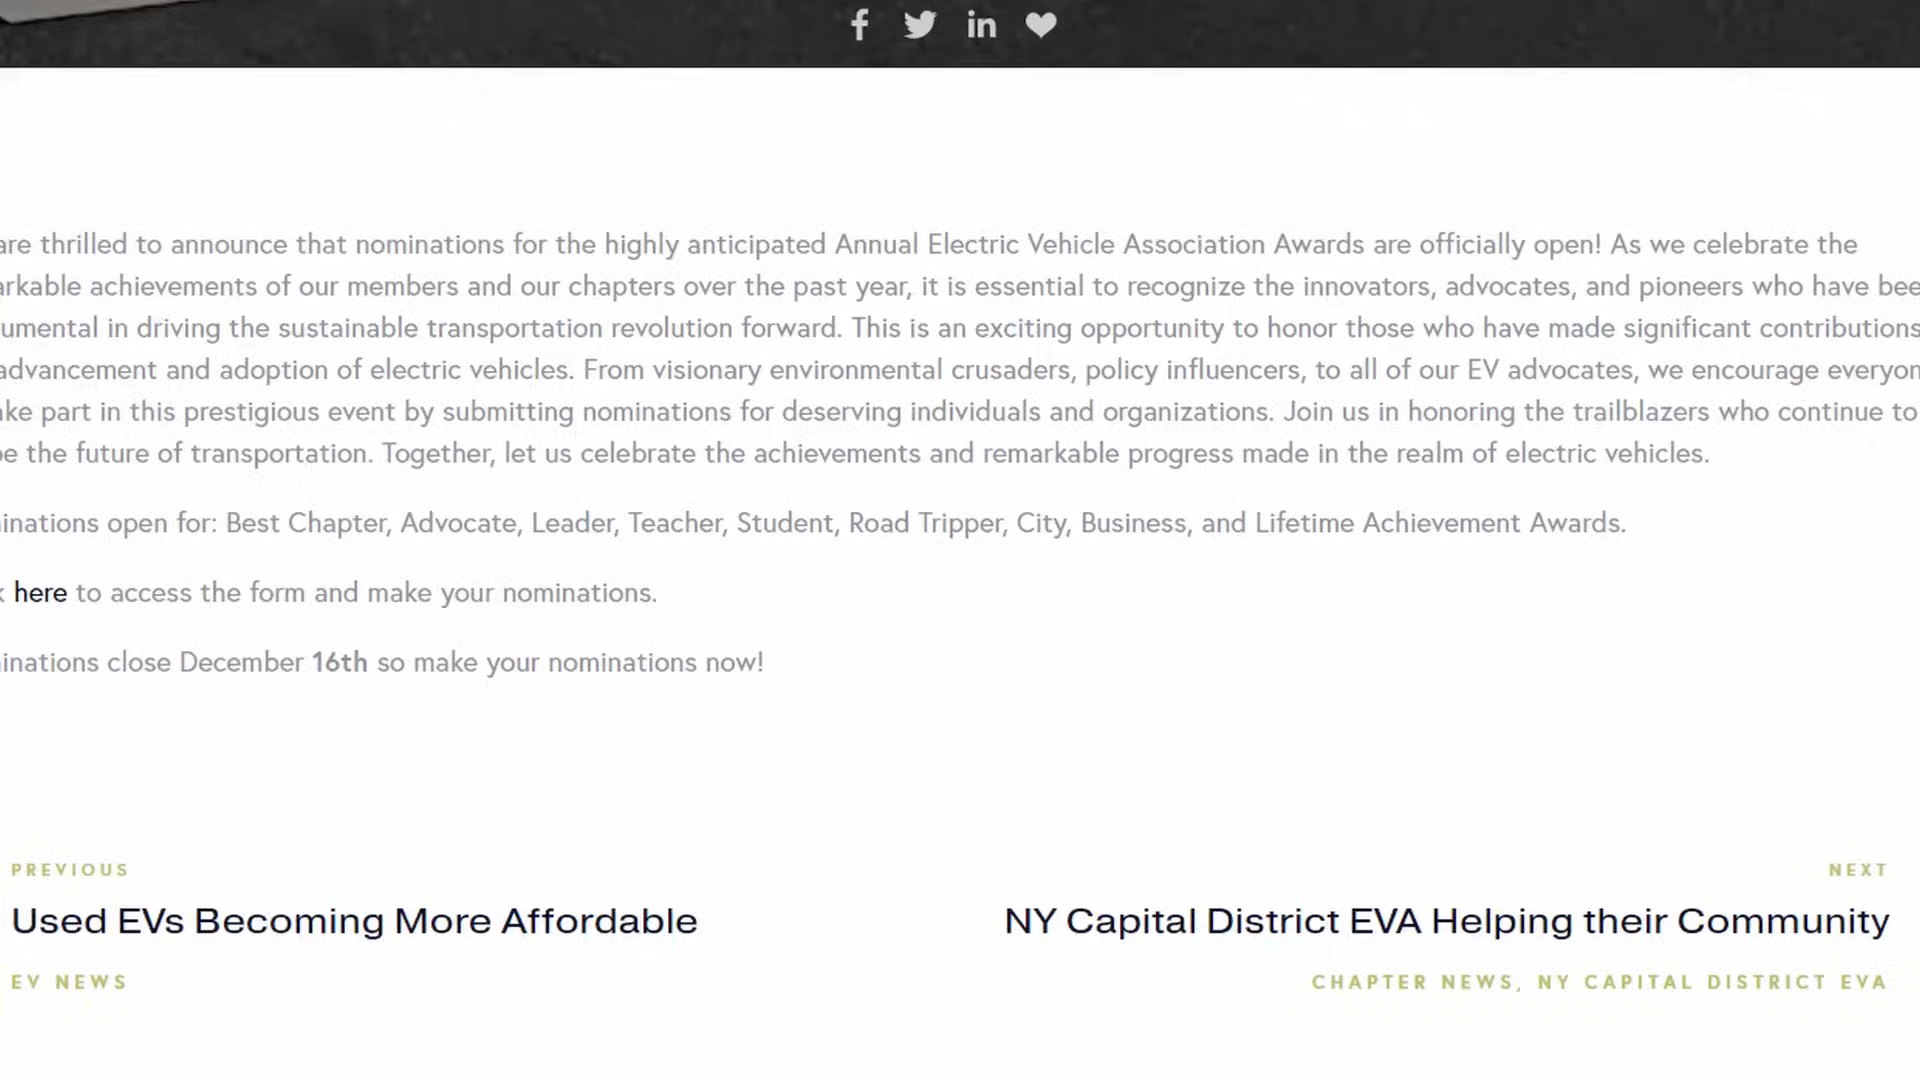 are thrilled to announce that nominations for the highly anticipated Annual Electric Vehicle Association Awards are officially open! As we celebrate the
arkable achievements of our members and our chapters over the past year, it is essential to recognize the innovators, advocates, and pioneers who have bee
umental in driving the sustainable transportation revolution forward. This is an exciting opportunity to honor those who have made significant contributions
advancement and adoption of electric vehicles. From visionary environmental crusaders, policy influencers, to all of our EV advocates, we encourage everyon
ake part in this prestigious event by submitting nominations for deserving individuals and organizations. Join us in honoring the trailblazers who continue to
pe the future of transportation. Together, let us celebrate the achievements and remarkable progress made in the realm of electric vehicles.
inations open for: Best Chapter, Advocate, Leader, Teacher, Student, Road Tripper, City, Business, and Lifetime Achievement Awards.
k here to access the form and make your nominations.
inations close December 16th so make your nominations now!
PREVIOUS
NEXT
Used EVs Becoming More Affordable
NY Capital District EVA Helping their Community
EV NEWS
CHAPTER NEWS, NY CAPITAL DISTRICT EVA